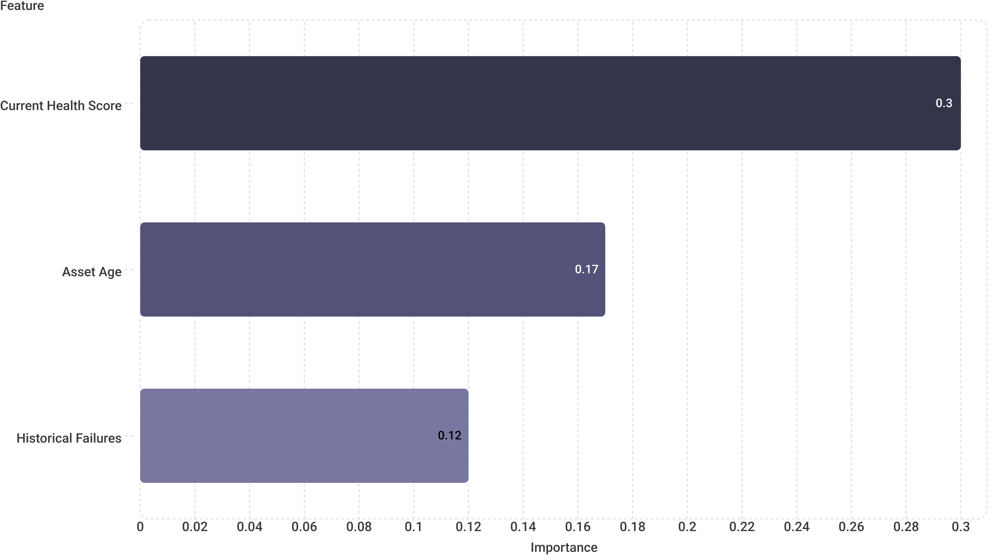 Feature
Current Health Score
0.3
Asset Age
0.17
Historical Failures
0.12
0 0.02 0.04 0.06 0.08 0.1 0.12 0.14 0.16 0.18 0.2 0.22 0.24 0.26 0.28 0.3
Importance